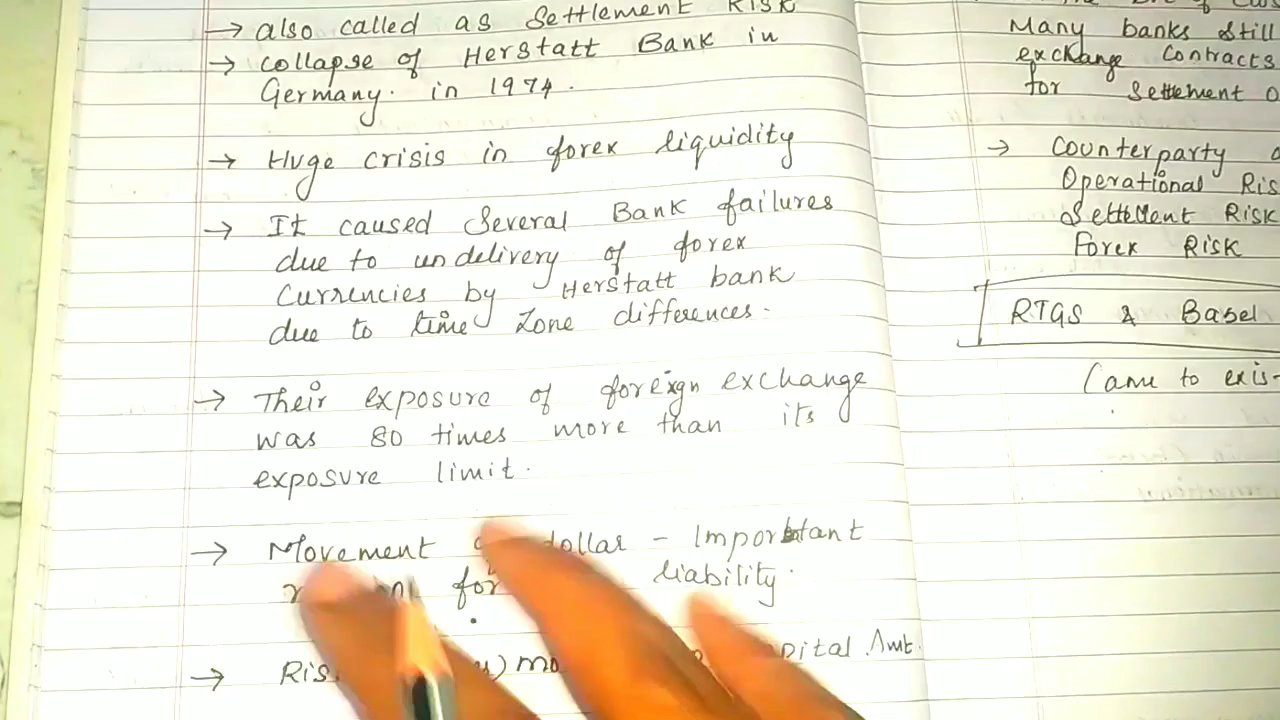 → also called as Settlement Risk
→ collapse of Herstatt Bank in
Germany. in 1974.
→ Huge crisis in forex liquidity
→ It caused Several Bank failures
due to undelivery of forex
Currencies by Herstatt bank
due to time Zone differences.
→ Their exposure of foreign exchange
was 80 times more than its
exposure limit.
→ Movement dollar - Important
for liability.
→ Amt.
Many banks still
exchange Contracts
for Settlement
→ Counterparty
Operational Ris
Settelment Risk
Forex Risk
RTGS & Basel
Came to exis-